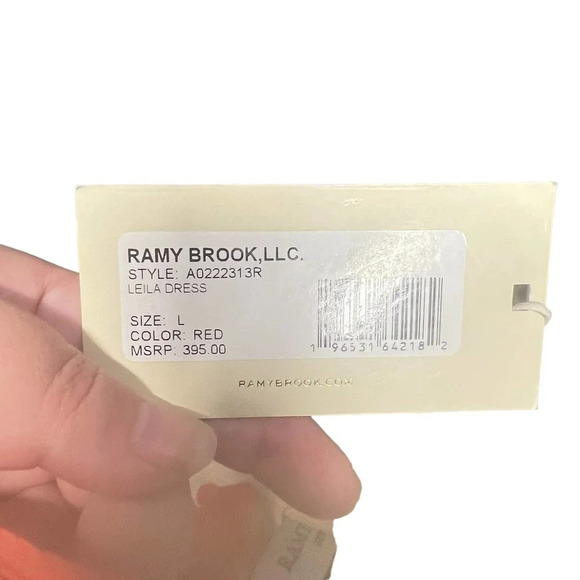 RAMY BROOK,LLC.
STYLE: A0222313R
LEILA DRESS
SIZE: L
COLOR: RED
MSRP: 395.00
1 96531 64218 2
RAMYBROOK.COM